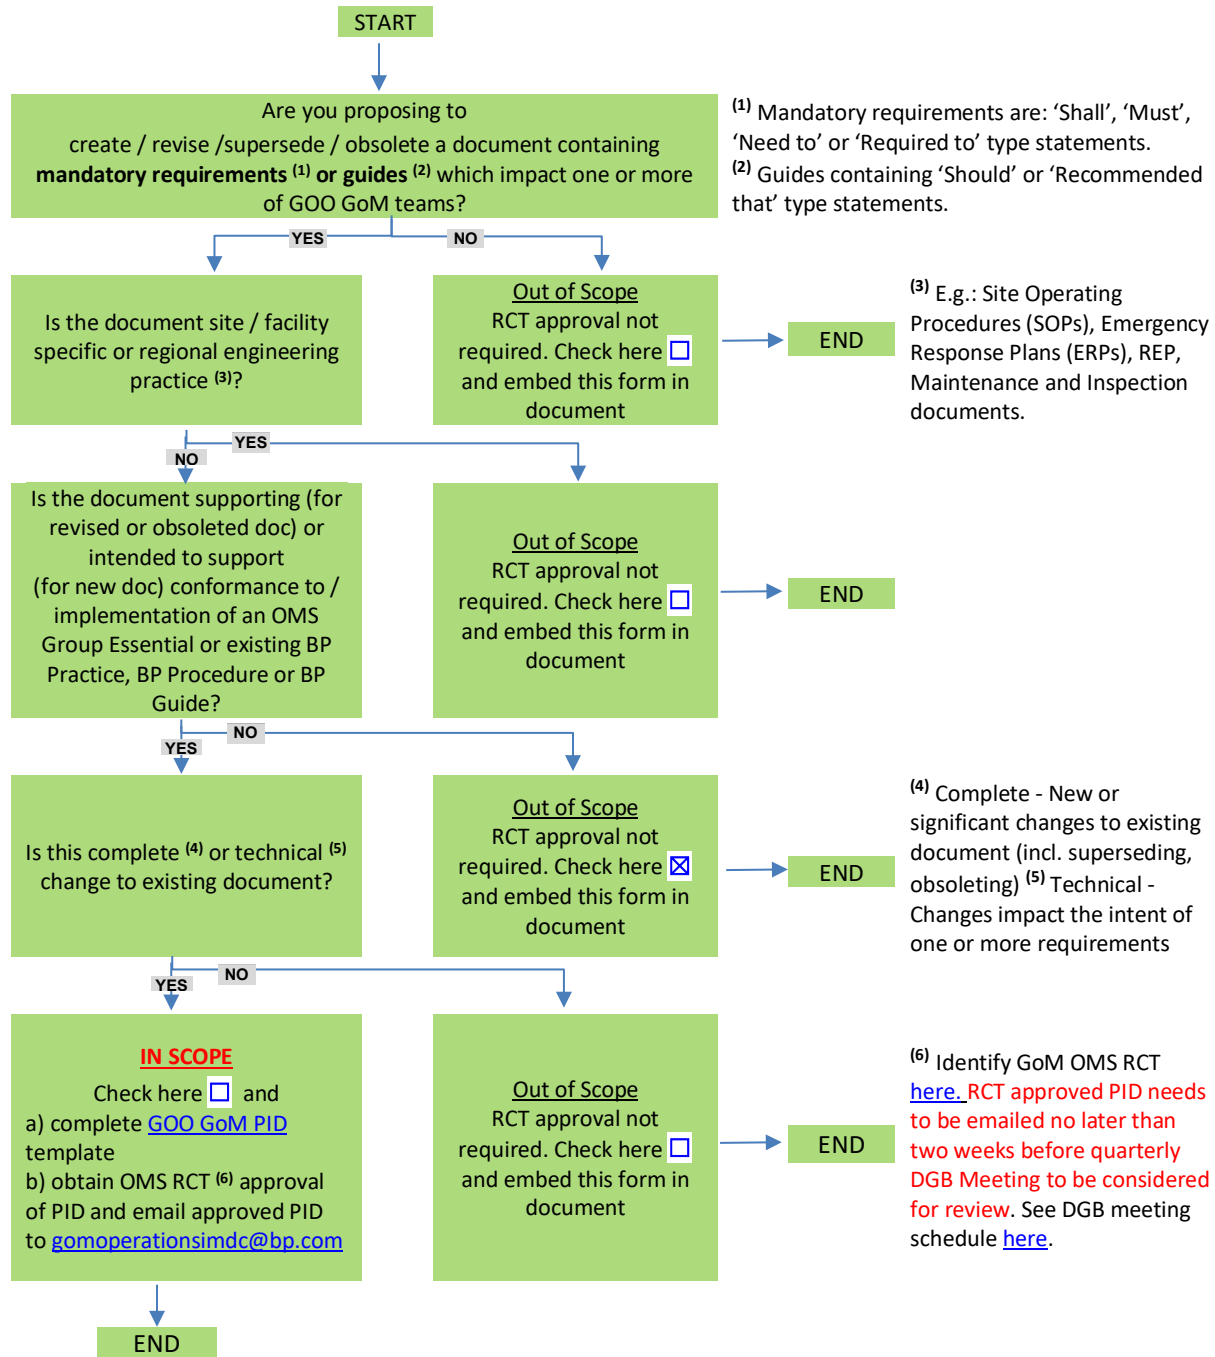 START
Are you proposing to
create / revise /supersede / obsolete a document containing
mandatory requirements (1) or guides (2) which impact one or more
of GOO GoM teams?
(1) Mandatory requirements are: ‘Shall’, ‘Must’,
‘Need to’ or ‘Required to’ type statements.
(2) Guides containing ‘Should’ or ‘Recommended
that’ type statements.
YES
NO
Is the document site / facility
specific or regional engineering
practice (3)?
Out of Scope
RCT approval not
required. Check here ☐
and embed this form in
document
END
(3) E.g.: Site Operating
Procedures (SOPs), Emergency
Response Plans (ERPs), REP,
Maintenance and Inspection
documents.
YES
NO
Is the document supporting (for
revised or obsoleted doc) or
intended to support
(for new doc) conformance to /
implementation of an OMS
Group Essential or existing BP
Practice, BP Procedure or BP
Guide?
Out of Scope
RCT approval not
required. Check here ☐
and embed this form in
document
END
NO
YES
Is this complete (4) or technical (5)
change to existing document?
Out of Scope
RCT approval not
required. Check here ☒
and embed this form in
document
END
(4) Complete - New or
significant changes to existing
document (incl. superseding,
obsoleting) (5) Technical -
Changes impact the intent of
one or more requirements
NO
YES
IN SCOPE
Check here ☐ and
a) complete GOO GoM PID
template
b) obtain OMS RCT (6) approval
of PID and email approved PID
to gomoperationsimdc@bp.com
Out of Scope
RCT approval not
required. Check here ☐
and embed this form in
document
END
(6) Identify GoM OMS RCT
here. RCT approved PID needs
to be emailed no later than
two weeks before quarterly
DGB Meeting to be considered
for review. See DGB meeting
schedule here.
END